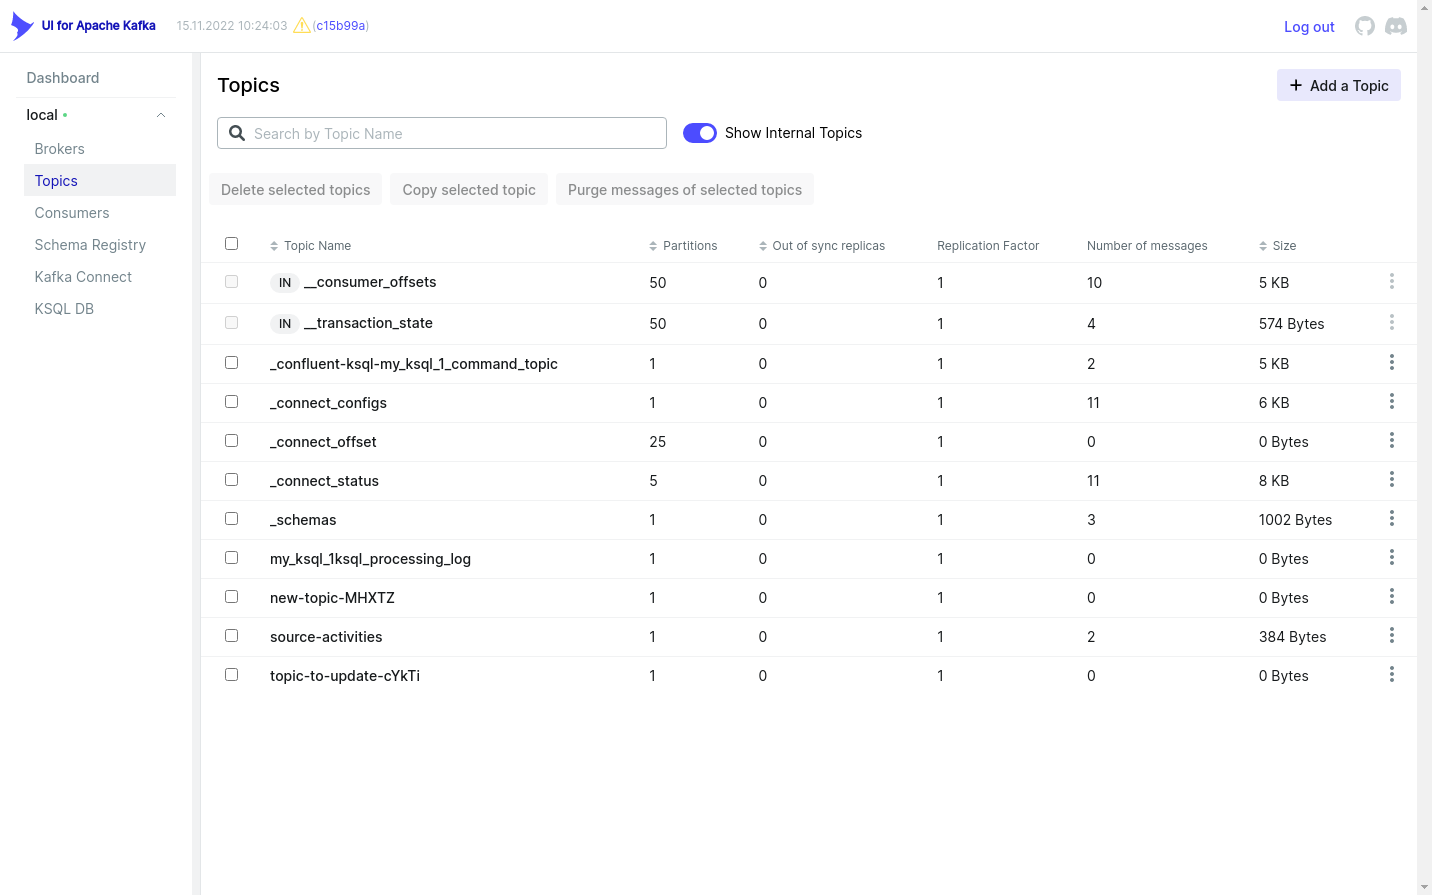 UI for Apache Kafka 15.11.2022 10:24:03 (c15b99a) Log out
Dashboard
local
Brokers
Topics
Consumers
Schema Registry
Kafka Connect
KSQL DB
Topics
Add a Topic
Search by Topic Name
Show Internal Topics
Delete selected topics Copy selected topic Purge messages of selected topics
Topic Name Partitions Out of sync replicas Replication Factor Number of messages Size
IN __consumer_offsets 50 0 1 10 5 KB
IN __transaction_state 50 0 1 4 574 Bytes
_confluent-ksql-my_ksql_1_command_topic 1 0 1 2 5 KB
_connect_configs 1 0 1 11 6 KB
_connect_offset 25 0 1 0 0 Bytes
_connect_status 5 0 1 11 8 KB
_schemas 1 0 1 3 1002 Bytes
my_ksql_1ksql_processing_log 1 0 1 0 0 Bytes
new-topic-MHXTZ 1 0 1 0 0 Bytes
source-activities 1 0 1 2 384 Bytes
topic-to-update-cYkTi 1 0 1 0 0 Bytes